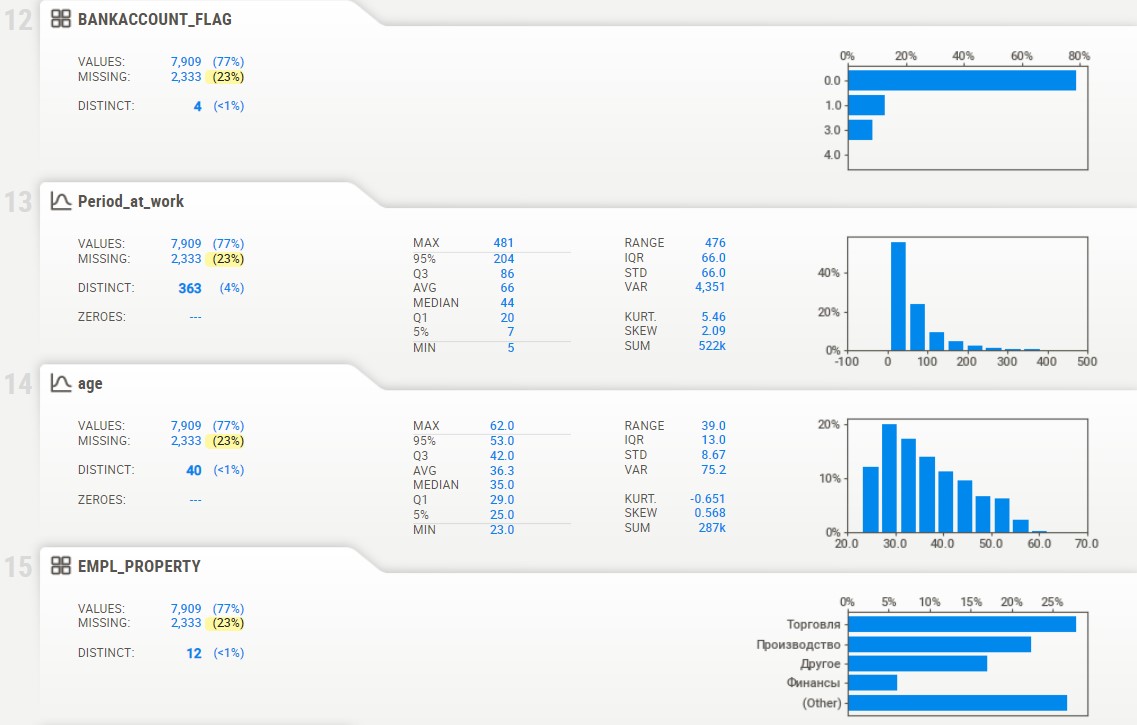 12 BANKACCOUNT_FLAG
VALUES: 7,909 (77%)
MISSING: 2,333 (23%)
DISTINCT: 4 (<1%)
0% 20% 40% 60% 80%
0.0
1.0
3.0
4.0
13 Period_at_work
VALUES: 7,909 (77%)
MISSING: 2,333 (23%)
DISTINCT: 363 (4%)
ZEROES: ---
MAX 481
95% 204
Q3 86
AVG 66
MEDIAN 44
Q1 20
5% 7
MIN 5
RANGE 476
IQR 66.0
STD 66.0
VAR 4,351
KURT. 5.46
SKEW 2.09
SUM 522k
40%
20%
0%
-100 0 100 200 300 400 500
14 age
VALUES: 7,909 (77%)
MISSING: 2,333 (23%)
DISTINCT: 40 (<1%)
ZEROES: ---
MAX 62.0
95% 53.0
Q3 42.0
AVG 36.3
MEDIAN 35.0
Q1 29.0
5% 25.0
MIN 23.0
RANGE 39.0
IQR 13.0
STD 8.67
VAR 75.2
KURT. -0.651
SKEW 0.568
SUM 287k
20%
10%
0%
20.0 30.0 40.0 50.0 60.0 70.0
15 EMPL_PROPERTY
VALUES: 7,909 (77%)
MISSING: 2,333 (23%)
DISTINCT: 12 (<1%)
0% 5% 10% 15% 20% 25%
Торговля
Производство
Другое
Финансы
(Other)